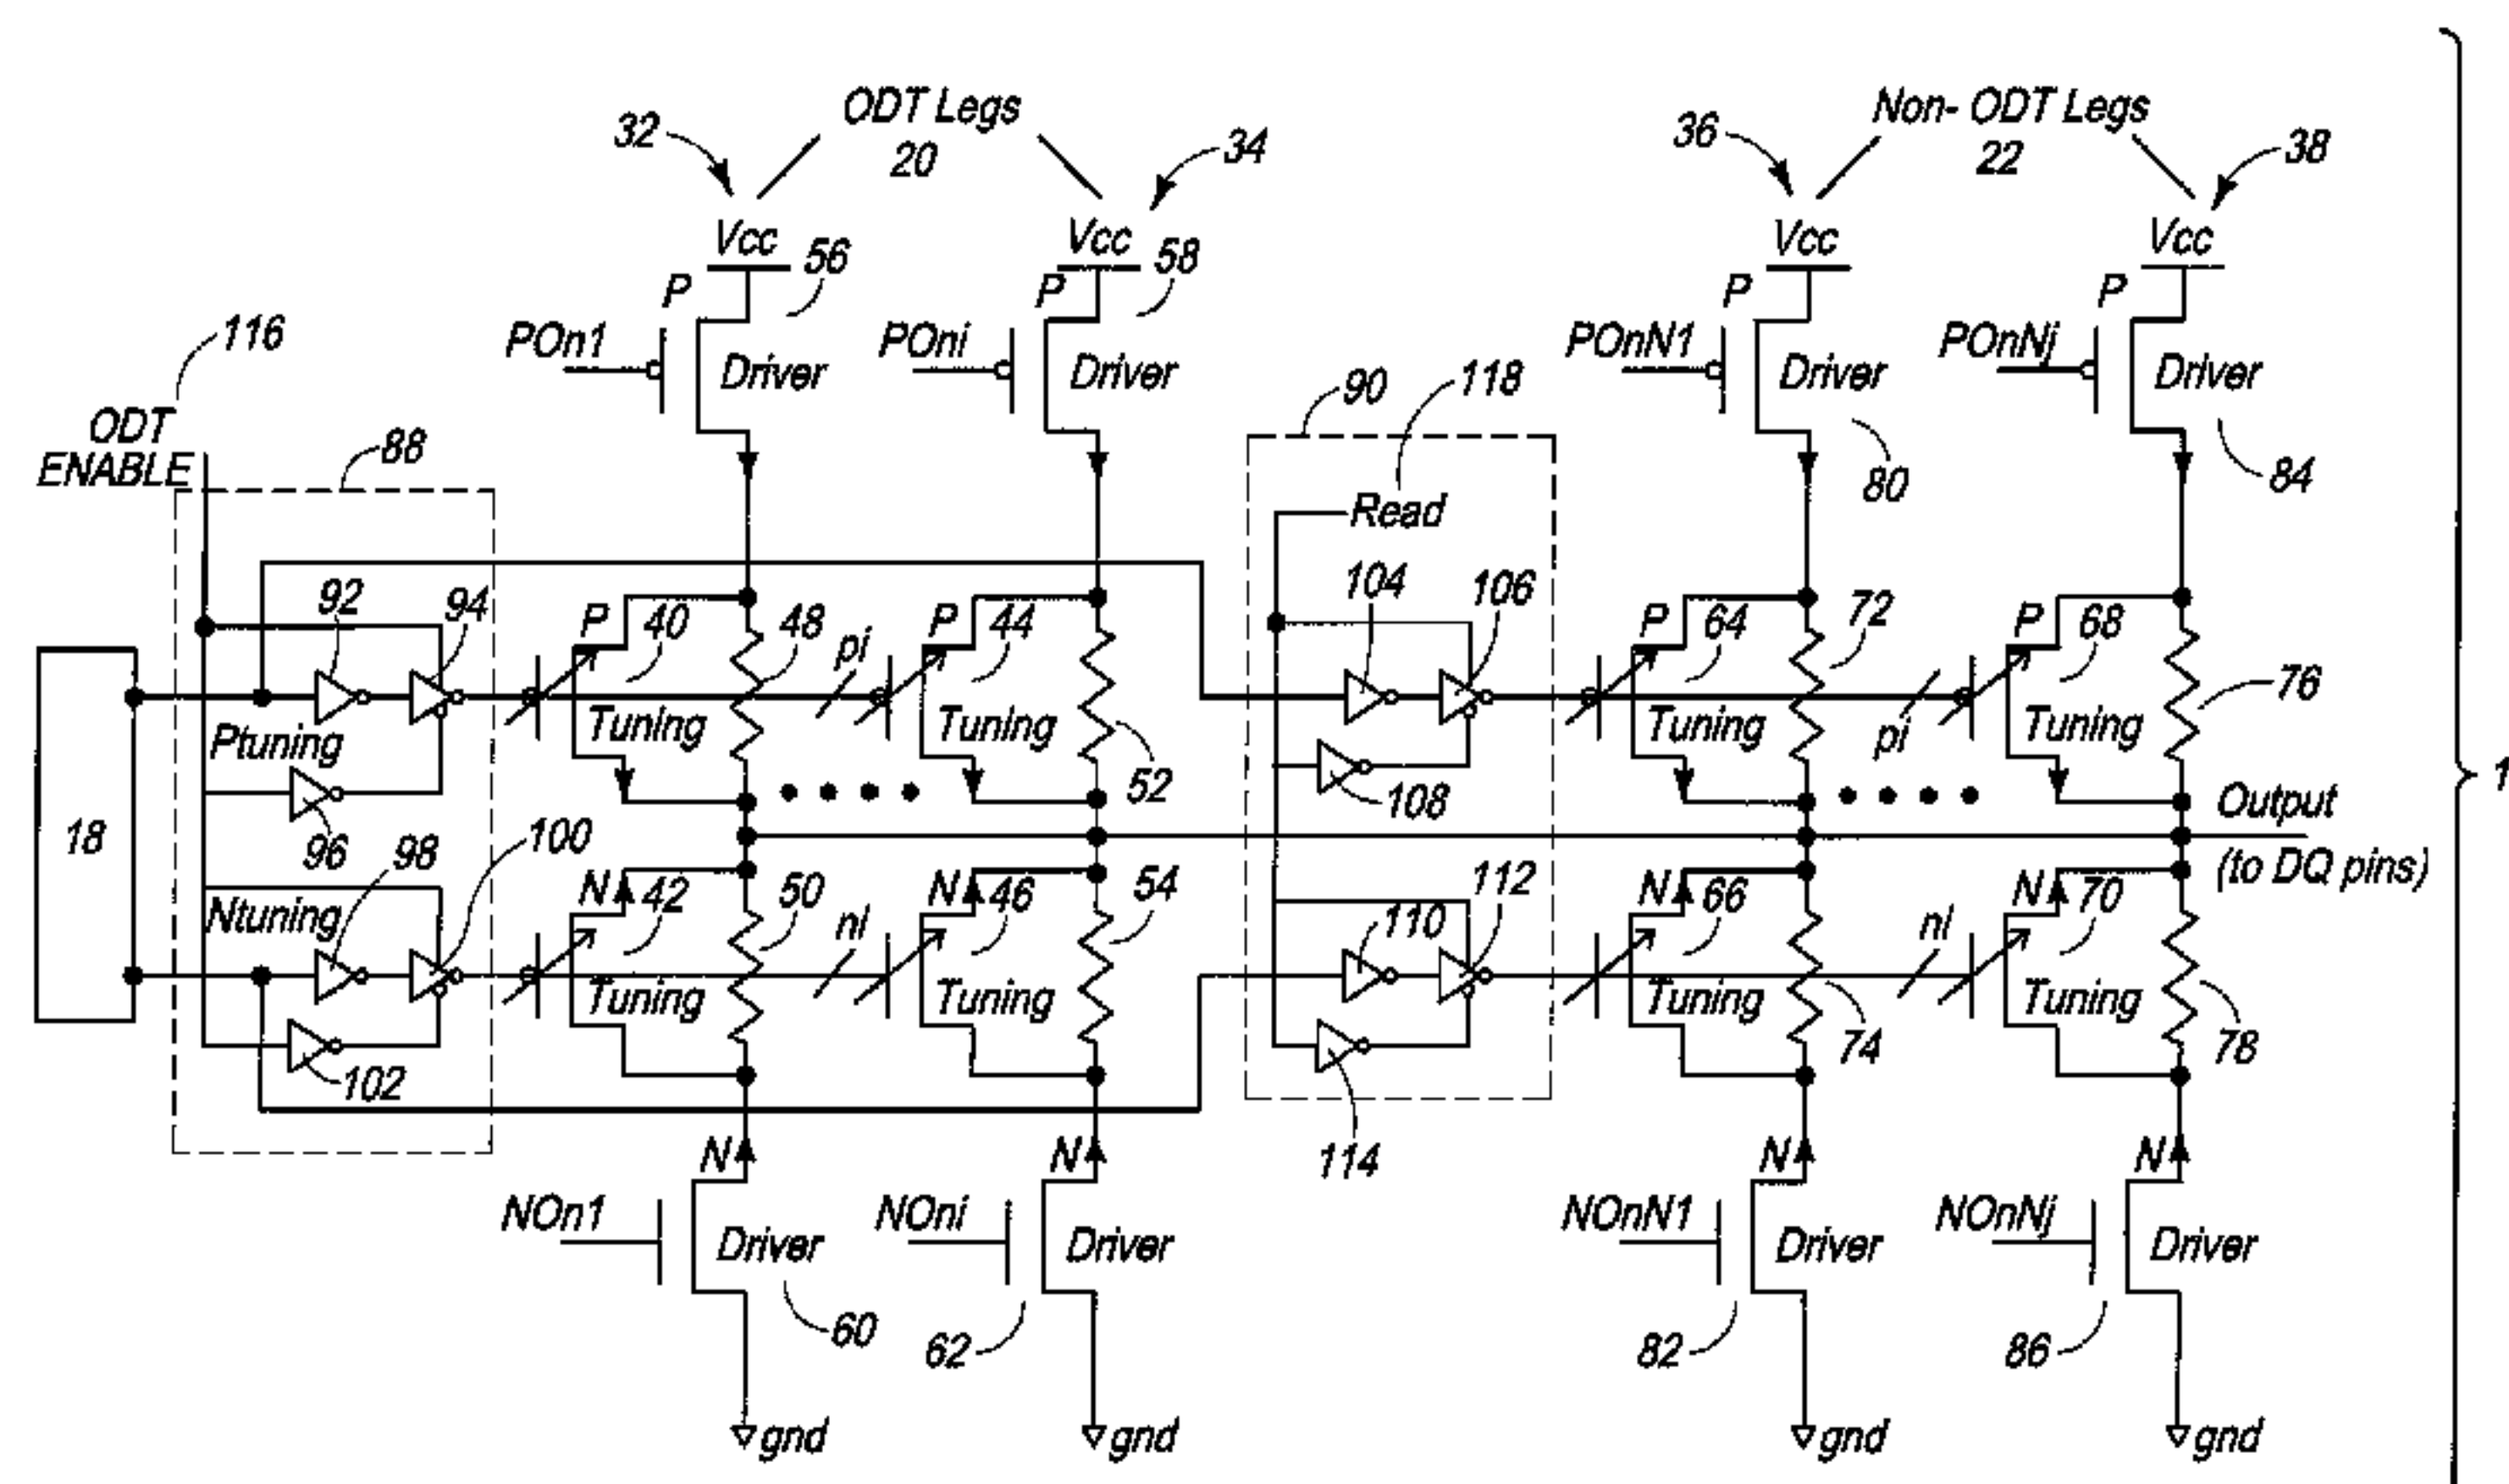 ODT Legs
20
Non- ODT Legs
22
32
34
36
38
Vcc
56
Vcc
58
Vcc
Vcc
P
P
P
P
116
POn1
Driver
POni
Driver
POnN1
Driver
POnNj
Driver
90
118
80
84
ODT
ENABLE
88
Read
92
94
P
40
48
pi
P
44
104
106
P
64
72
P
68
76
Ptuning
Tuning
Tuning
52
Tuning
pi
Tuning
108
Output
18
96
98
100
(to DQ pins)
Ntuning
N
42
50
nI
N
46
54
110
112
N
66
N
nI
70
Tuning
Tuning
Tuning
74
Tuning
78
102
114
N
N
N
N
NOn1
Driver
NOni
Driver
NOnN1
Driver
NOnNj
Driver
60
62
82
86
gnd
gnd
gnd
gnd